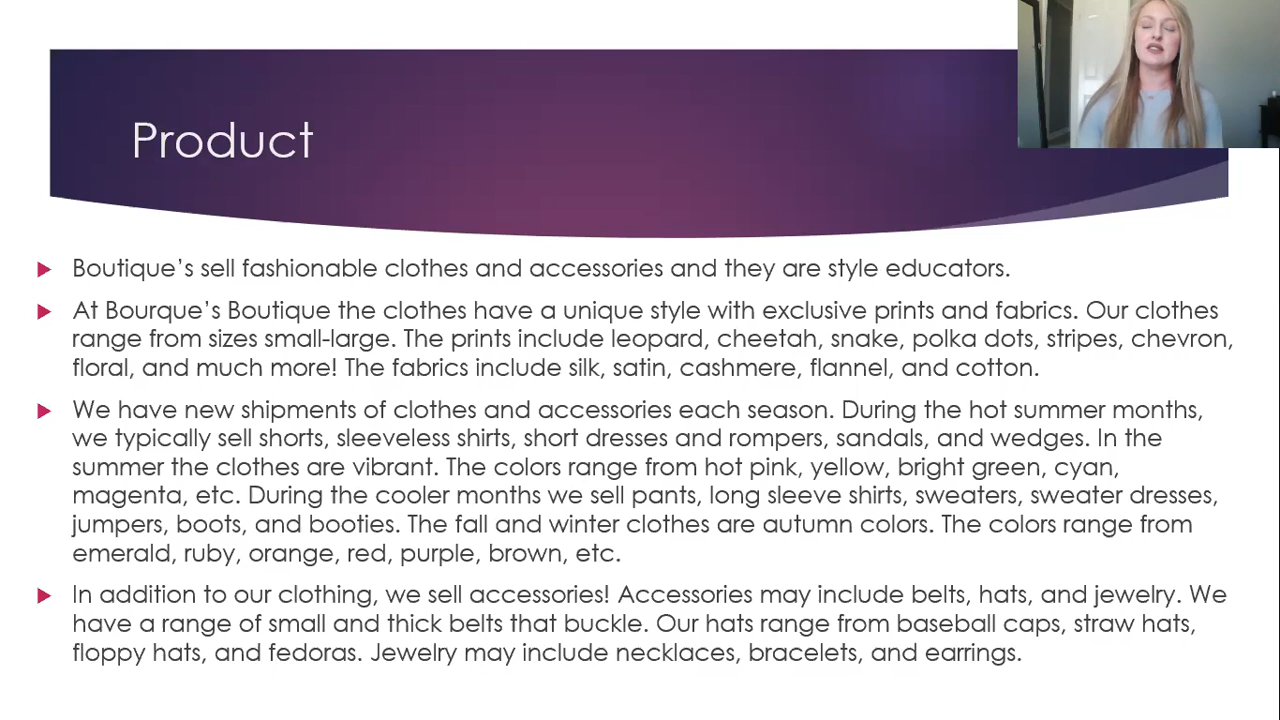 Product
Boutique's sell fashionable clothes and accessories and they are style educators.
At Bourque's Boutique the clothes have a unique style with exclusive prints and fabrics. Our clothes
range from sizes small-large. The prints include leopard, cheetah, snake, polka dots, stripes, chevron,
floral, and much more! The fabrics include silk, satin, cashmere, flannel, and cotton.
We have new shipments of clothes and accessories each season. During the hot summer months,
we typically sell shorts, sleeveless shirts, short dresses and rompers, sandals, and wedges. In the
summer the clothes are vibrant. The colors range from hot pink, yellow, bright green, cyan,
magenta, etc. During the cooler months we sell pants, long sleeve shirts, sweaters, sweater dresses,
jumpers, boots, and booties. The fall and winter clothes are autumn colors. The colors range from
emerald, ruby, orange, red, purple, brown, etc.
In addition to our clothing, we sell accessories! Accessories may include belts, hats, and jewelry. We
have a range of small and thick belts that buckle. Our hats range from baseball caps, straw hats,
floppy hats, and fedoras. Jewelry may include necklaces, bracelets, and earrings.